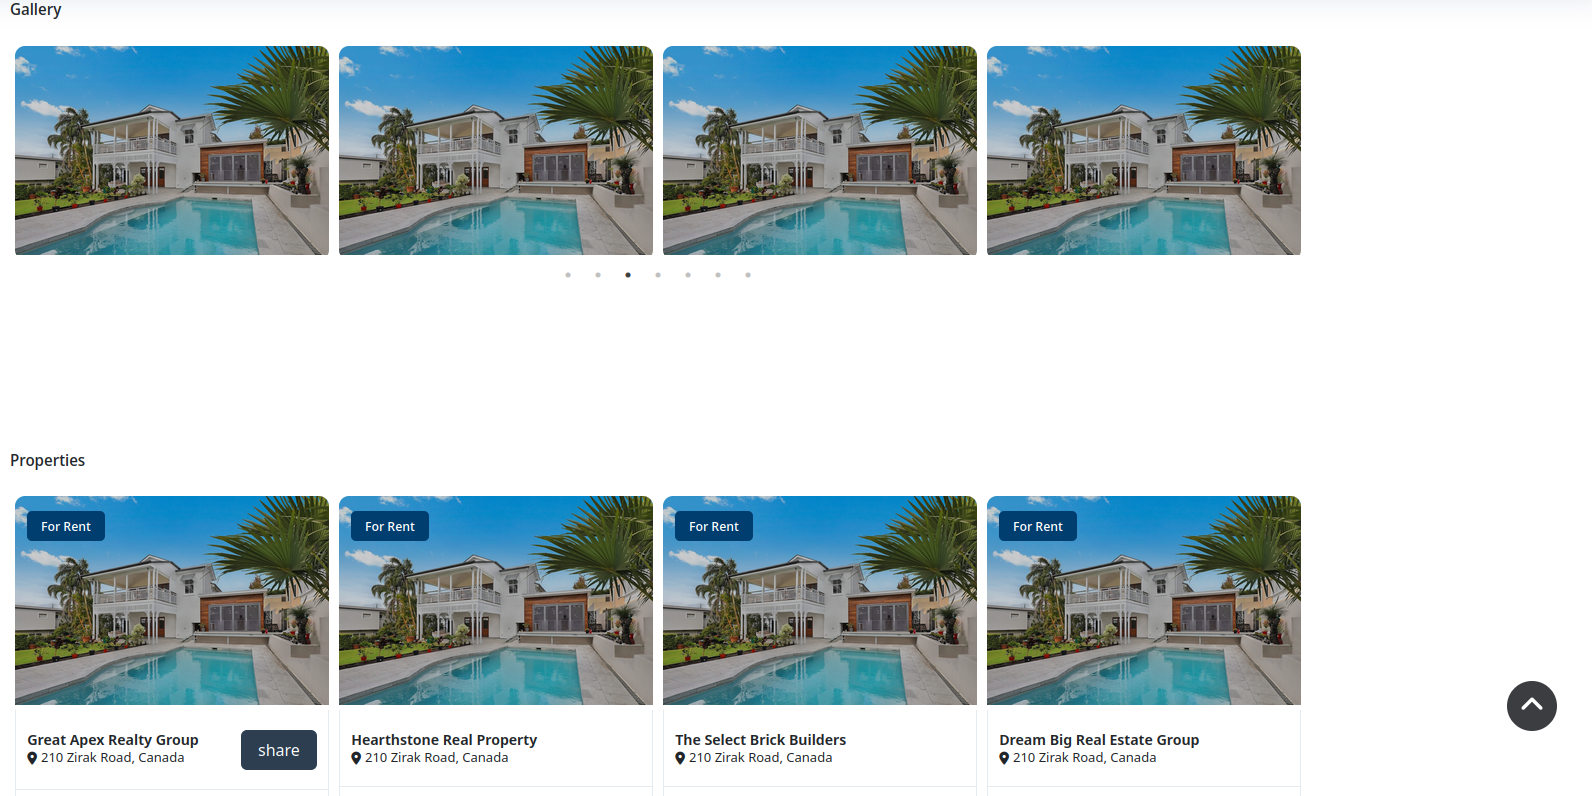 Gallery
Properties
For Rent
For Rent
For Rent
For Rent
Great Apex Realty Group
210 Zirak Road, Canada
share
Hearthstone Real Property
210 Zirak Road, Canada
The Select Brick Builders
210 Zirak Road, Canada
Dream Big Real Estate Group
210 Zirak Road, Canada